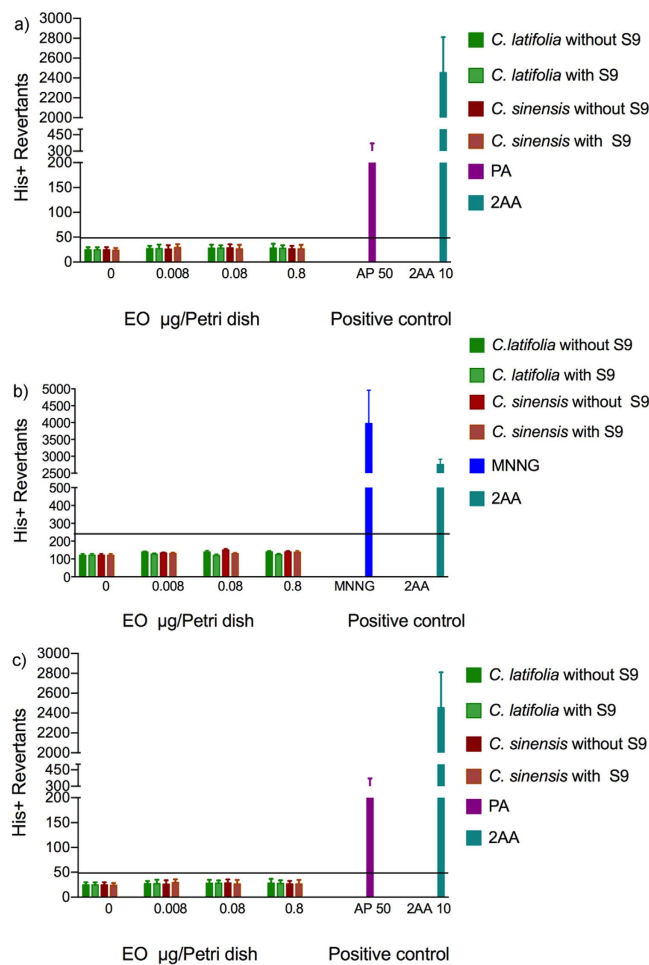 a)
His+ Revertants
3000
2800
2600
2400
2200
2000
450
300
200
150
100
50
0
0 0.008 0.08 0.8 AP 50 2AA 10
EO µg/Petri dish Positive control
C. latifolia without S9
C. latifolia with S9
C. sinensis without S9
C. sinensis with S9
PA
2AA
b)
His+ Revertants
5000
4500
4000
3500
3000
2500
500
400
300
200
100
0
0 0.008 0.08 0.8 MNNG 2AA
EO µg/Petri dish Positive control
C.latifolia without S9
C. latifolia with S9
C. sinensis without S9
C. sinensis with S9
MNNG
2AA
c)
His+ Revertants
3000
2800
2600
2400
2200
2000
450
300
200
150
100
50
0
0 0.008 0.08 0.8 AP 50 2AA 10
EO µg/Petri dish Positive control
C. latifolia without S9
C. latifolia with S9
C. sinensis without S9
C. sinensis with S9
PA
2AA